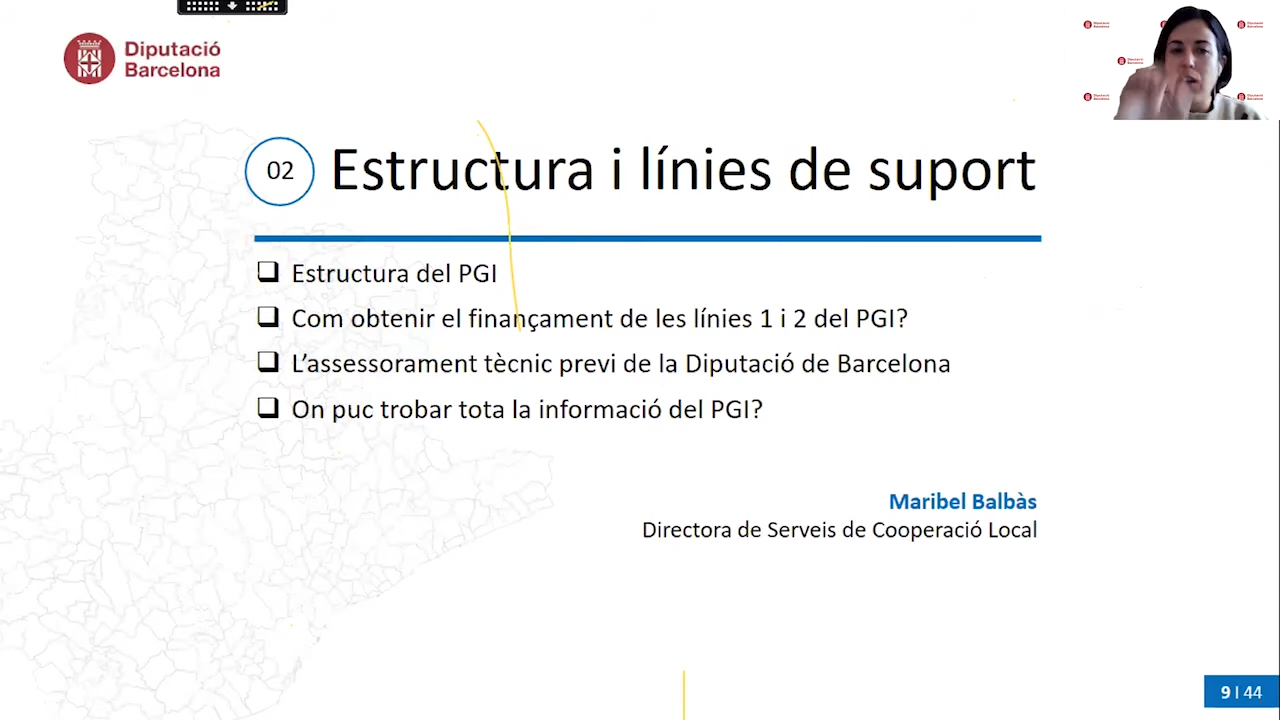 Diputació
Barcelona
02
Estructura i línies de suport
Estructura del PGI
Com obtenir el finançament de les línies 1 i 2 del PGI?
L’assessorament tècnic previ de la Diputació de Barcelona
On puc trobar tota la informació del PGI?
Maribel Balbàs
Directora de Serveis de Cooperació Local
9 I 44